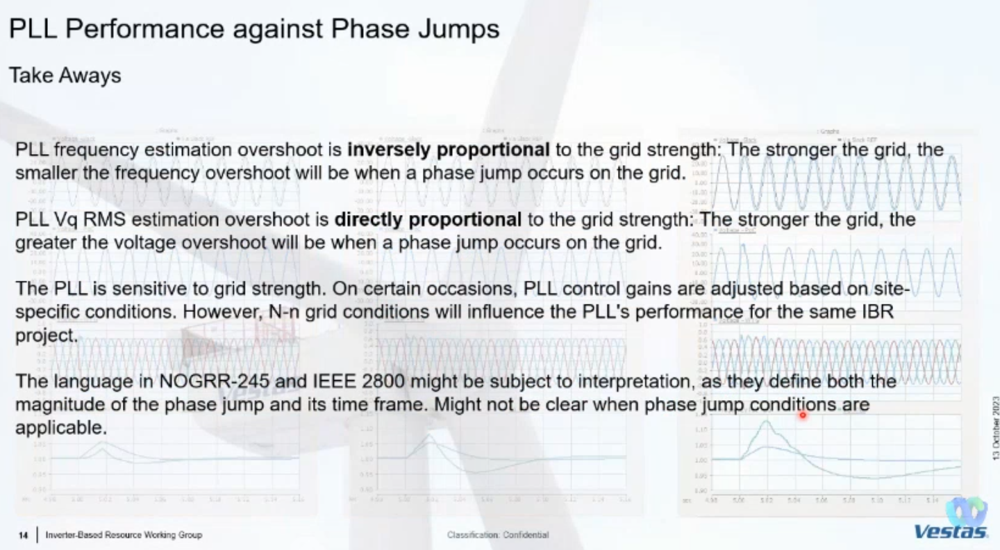 PLL Performance against Phase Jumps
Take Aways
PLL frequency estimation overshoot is inversely proportional to the grid strength: The stronger the grid, the
smaller the frequency overshoot will be when a phase jump occurs on the grid.
PLL Vq RMS estimation overshoot is directly proportional to the grid strength: The stronger the grid, the
greater the voltage overshoot will be when a phase jump occurs on the grid.
The PLL is sensitive to grid strength. On certain occasions, PLL control gains are adjusted based on site-
specific conditions. However, N-n grid conditions will influence the PLL's performance for the same IBR
project.
The language in NOGRR-245 and IEEE 2800 might be subject to interpretation, as they define both the
magnitude of the phase jump and its time frame. Might not be clear when phase jump conditions are
applicable.
13 October 2023
14 | Inverter-Based Resource Working Group
Classification: Confidential
Vestas